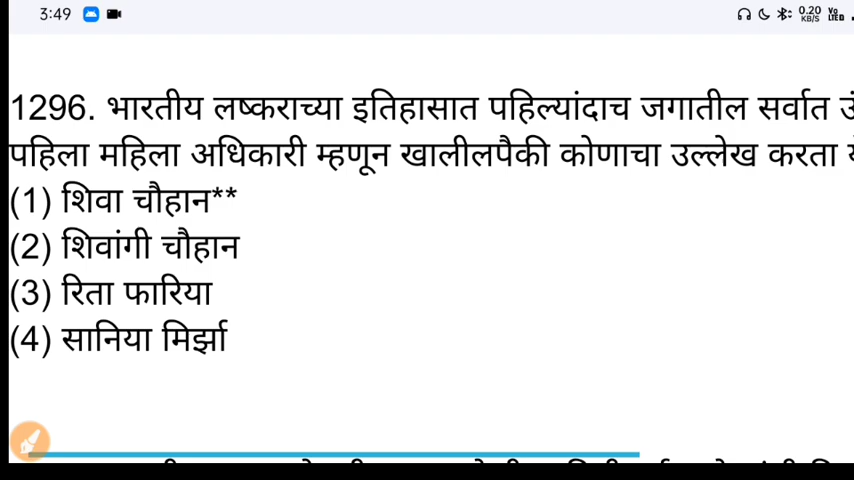 3:49
0.20 KB/S
1296. भारतीय लष्कराच्या इतिहासात पहिल्यांदाच जगातील सर्वात
पहिला महिला अधिकारी म्हणून खालीलपैकी कोणाचा उल्लेख करता
(1) शिवा चौहान**
(2) शिवांगी चौहान
(3) रिता फारिया
(4) सानिया मिर्झा